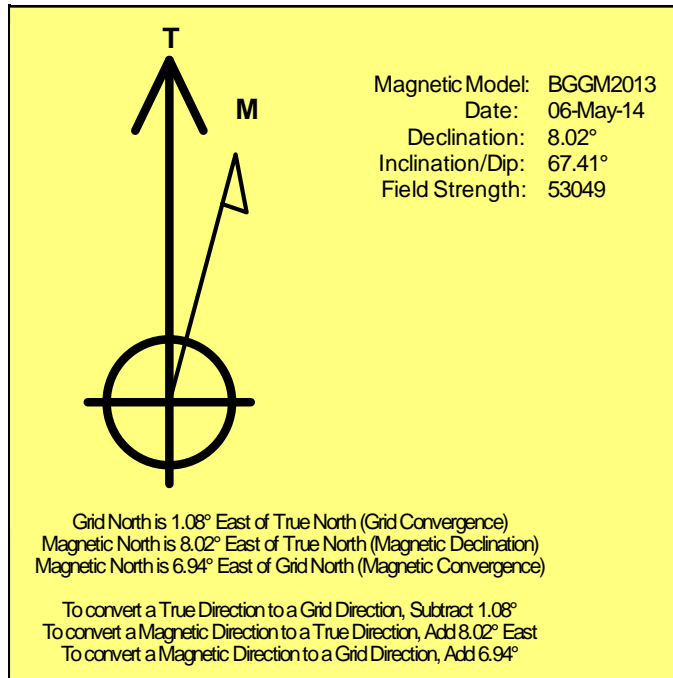 T
M
Magnetic Model: BGGM2013
Date: 06-May-14
Declination: 8.02°
Inclination/Dip: 67.41°
Field Strength: 53049
Grid North is 1.08° East of True North (Grid Convergence)
Magnetic North is 8.02° East of True North (Magnetic Declination)
Magnetic North is 6.94° East of Grid North (Magnetic Convergence)
To convert a True Direction to a Grid Direction, Subtract 1.08°
To convert a Magnetic Direction to a True Direction, Add 8.02° East
To convert a Magnetic Direction to a Grid Direction, Add 6.94°